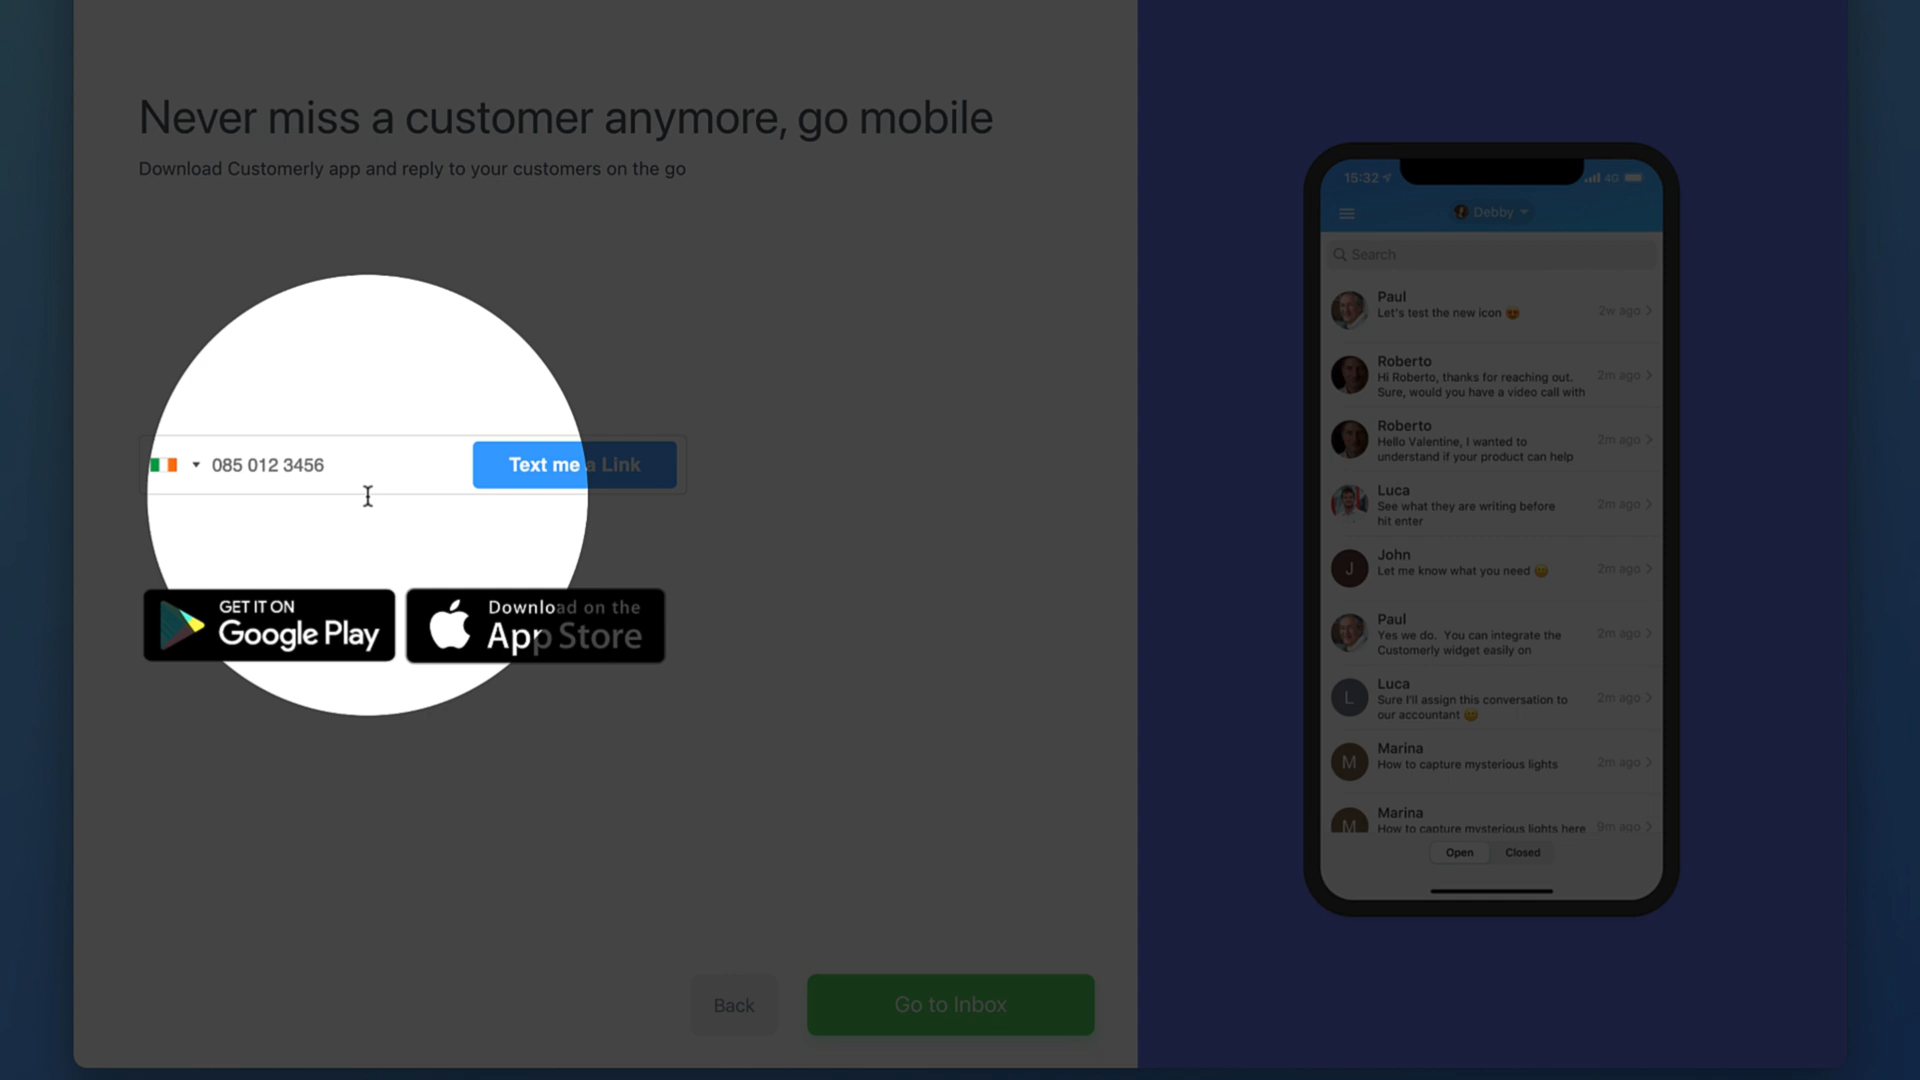 Never miss a customer anymore, go mobile
Download Customerly app and reply to your customers on the go
085 012 3456
Text me a Link
GET IT ON
Google Play
Download on the
App Store
Back
Go to Inbox
15:32
4G
Debby
Search
Paul
Let's test the new icon 😍
2w ago
Roberto
Hi Roberto, thanks for reaching out.
Sure, would you have a video call with
2m ago
Roberto
Hello Valentine, I wanted to
understand if your product can help
2m ago
Luca
See what they are writing before
hit enter
2m ago
J
John
Let me know what you need 😄
2m ago
Paul
Yes we do. You can integrate the
Customerly widget easily on
2m ago
L
Luca
Sure I'll assign this conversation to
our accountant 😄
2m ago
M
Marina
How to capture mysterious lights
2m ago
M
Marina
How to capture mysterious lights here
9m ago
Open
Closed